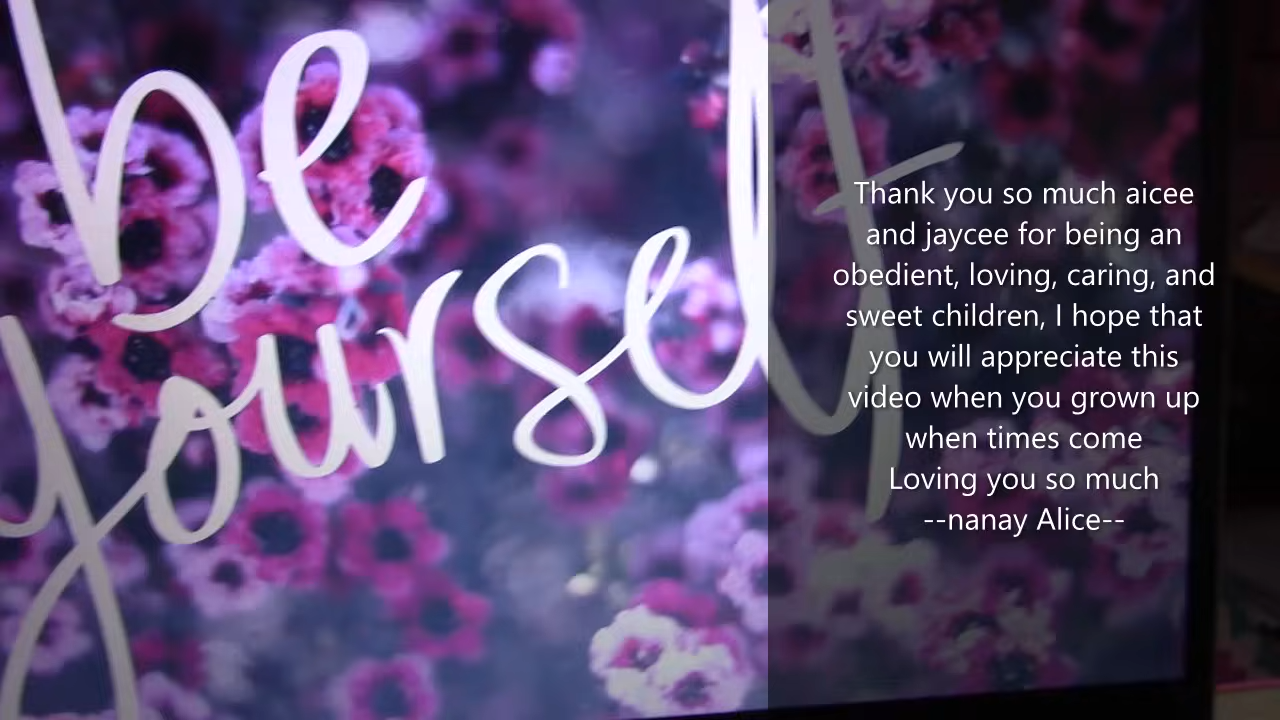 be
yourself
Thank you so much aicee
and jaycee for being an
obedient, loving, caring, and
sweet children, I hope that
you will appreciate this
video when you grown up
when times come
Loving you so much
--nanay Alice--